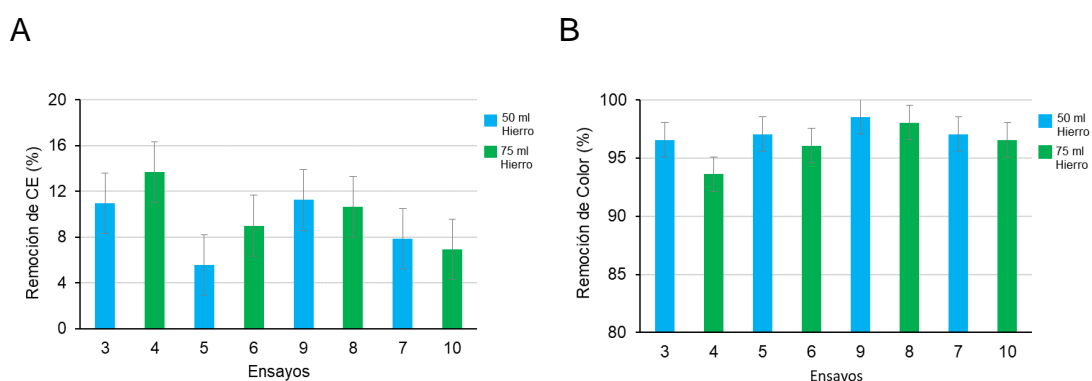 A
20
16
12
8
4
0
Remoción de CE (%)
3 4 5 6 9 8 7 10
Ensayos
50 ml
Hierro
75 ml
Hierro
B
100
95
90
85
80
Remoción de Color (%)
3 4 5 6 9 8 7 10
Ensayos
50 ml
Hierro
75 ml
Hierro